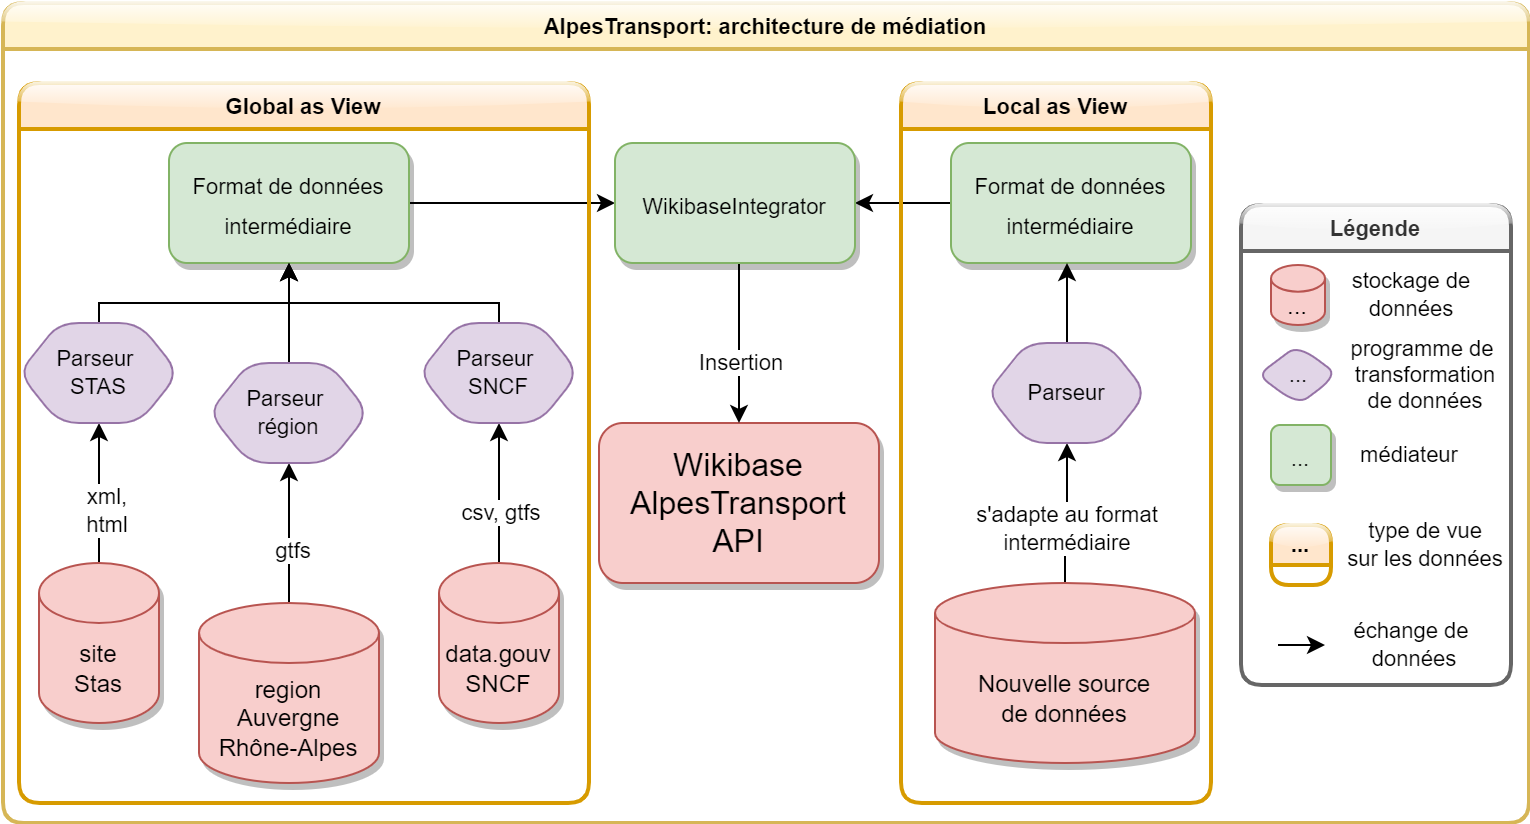 AlpesTransport: architecture de médiation
Global as View
Format de données
intermédiaire
Parseur
STAS
Parseur
région
Parseur
SNCF
xml,
html
gtfs
csv, gtfs
site
Stas
region
Auvergne
Rhône-Alpes
data.gouv
SNCF
WikibaseIntegrator
Insertion
Wikibase
AlpesTransport
API
Local as View
Format de données
intermédiaire
Parseur
s'adapte au format
intermédiaire
Nouvelle source
de données
Légende
...
stockage de
données
...
programme de
transformation
de données
...
médiateur
...
type de vue
sur les données
échange de
données